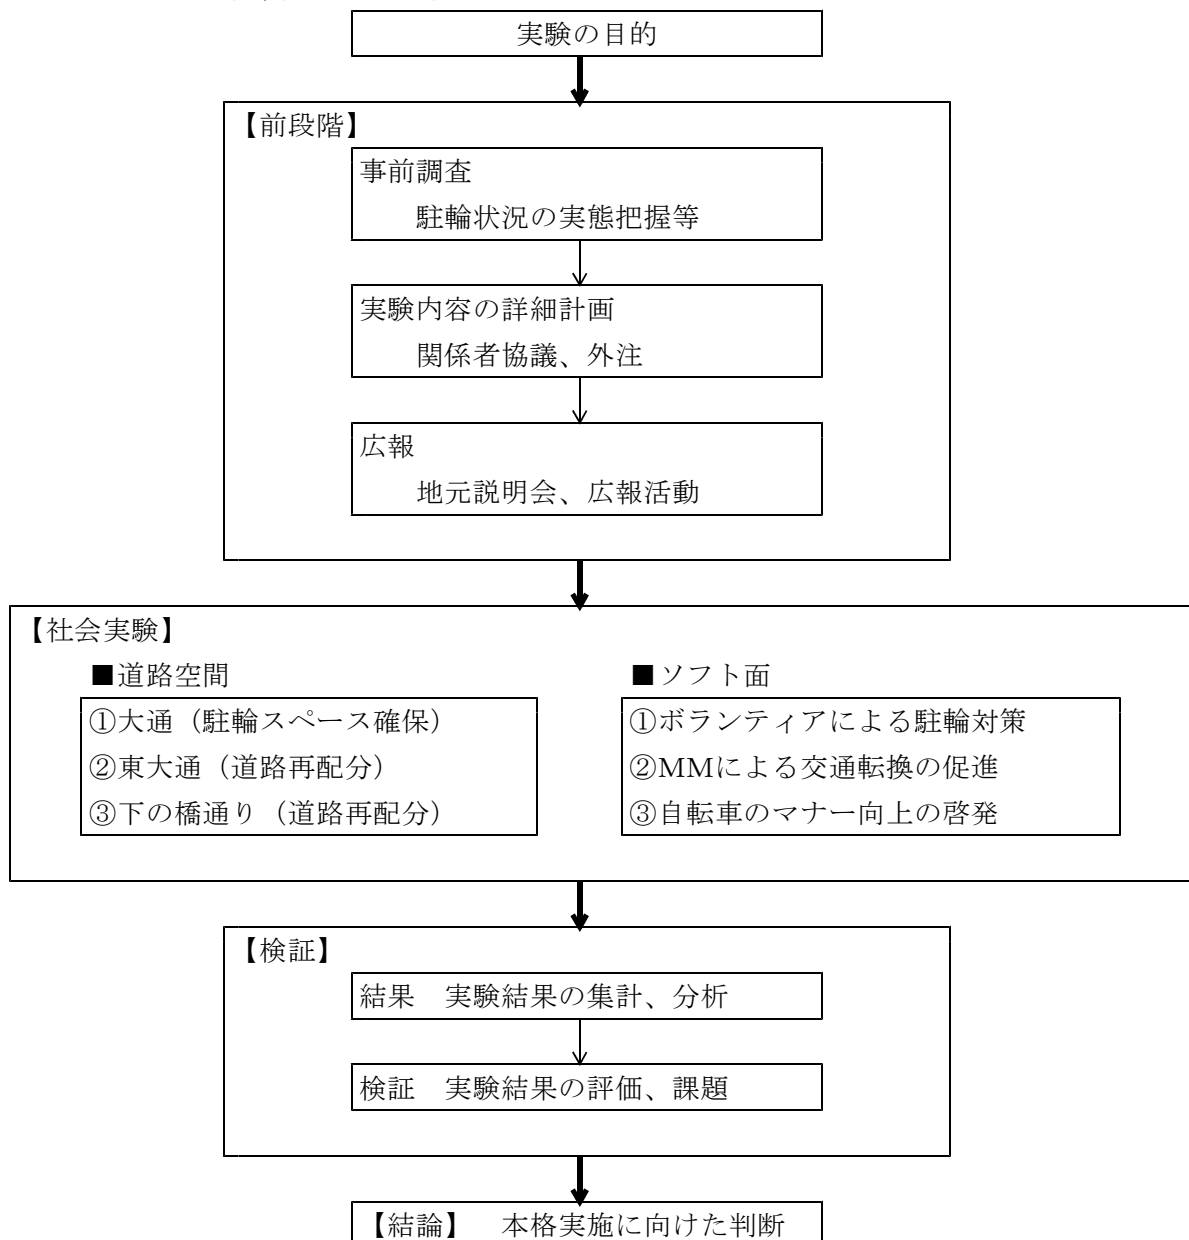 実験の目的
【前段階】
事前調査
駐輪状況の実態把握等
実験内容の詳細計画
関係者協議、外注
広報
地元説明会、広報活動
【社会実験】
■道路空間
①大通（駐輪スペース確保）
②東大通（道路再配分）
③下の橋通り（道路再配分）
■ソフト面
①ボランティアによる駐輪対策
②MMによる交通転換の促進
③自転車のマナー向上の啓発
【検証】
結果　実験結果の集計、分析
検証　実験結果の評価、課題
【結論】　本格実施に向けた判断